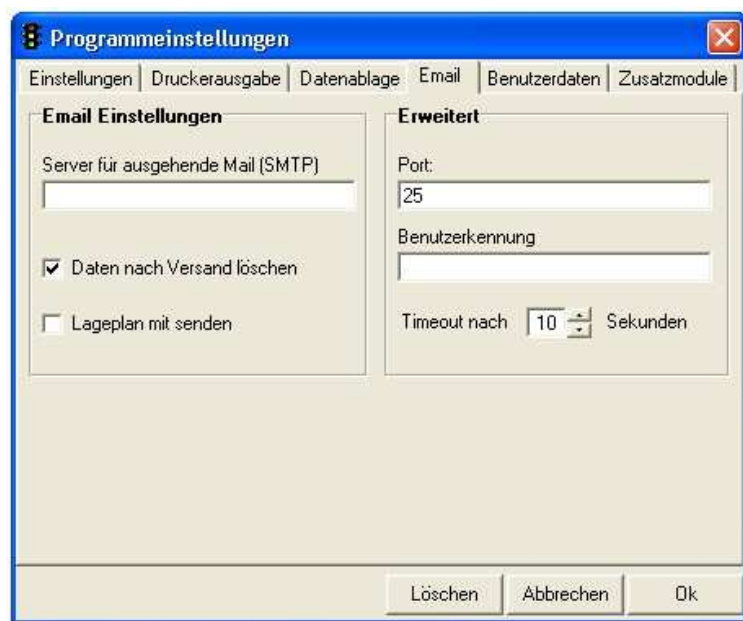 Programmeinstellungen
Einstellungen Druckerausgabe Datenablage Email Benutzerdaten Zusatzmodule
Email Einstellungen
Server für ausgehende Mail (SMTP)
Daten nach Versand löschen
Lageplan mit senden
Erweitert
Port:
25
Benutzerkennung
Timeout nach 10 Sekunden
Löschen Abbrechen Ok